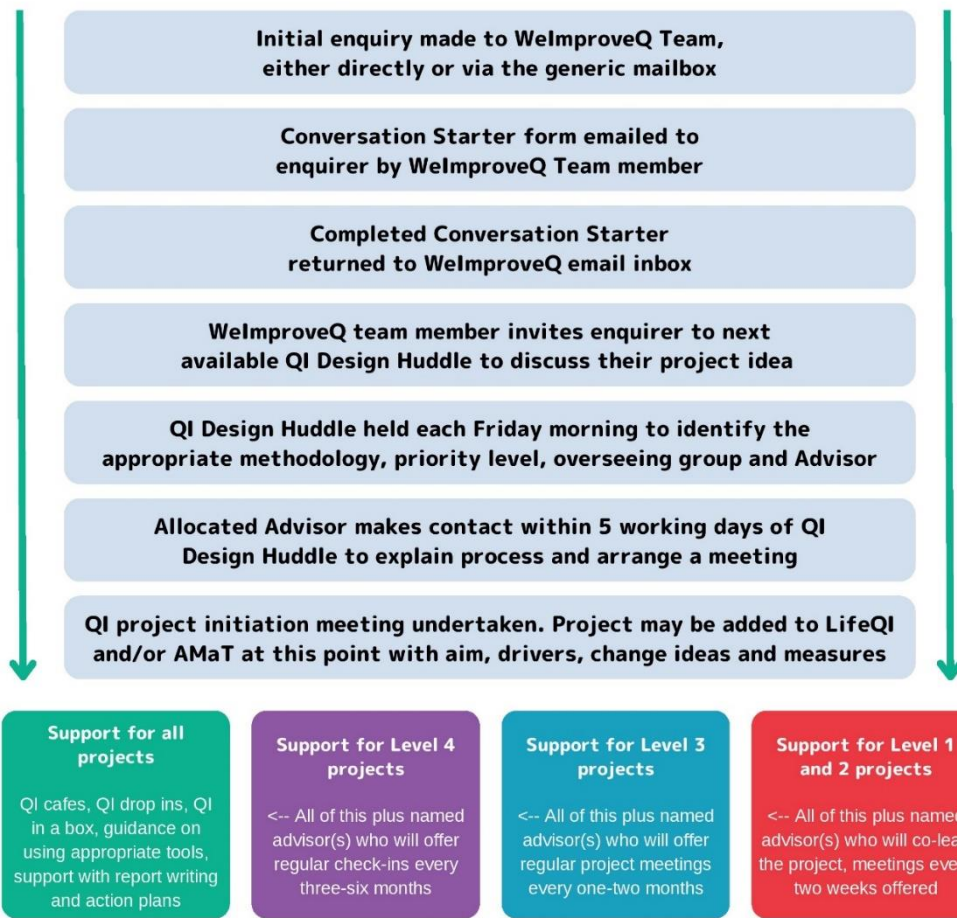 Initial enquiry made to WeImproveQ Team,
either directly or via the generic mailbox
Conversation Starter form emailed to
enquirer by WeImproveQ Team member
Completed Conversation Starter
returned to WeImproveQ email inbox
WeImproveQ team member invites enquirer to next
available QI Design Huddle to discuss their project idea
QI Design Huddle held each Friday morning to identify the
appropriate methodology, priority level, overseeing group and Advisor
Allocated Advisor makes contact within 5 working days of QI
Design Huddle to explain process and arrange a meeting
QI project initiation meeting undertaken. Project may be added to LifeQI
and/or AMaT at this point with aim, drivers, change ideas and measures
Support for all
projects
QI cafes, QI drop ins, QI
in a box, guidance on
using appropriate tools,
support with report writing
and action plans
Support for Level 4
projects
<-- All of this plus named
advisor(s) who will offer
regular check-ins every
three-six months
Support for Level 3
projects
<-- All of this plus named
advisor(s) who will offer
regular project meetings
every one-two months
Support for Level 1
and 2 projects
<-- All of this plus
advisor(s) who will
the project, meetings
two weeks offered